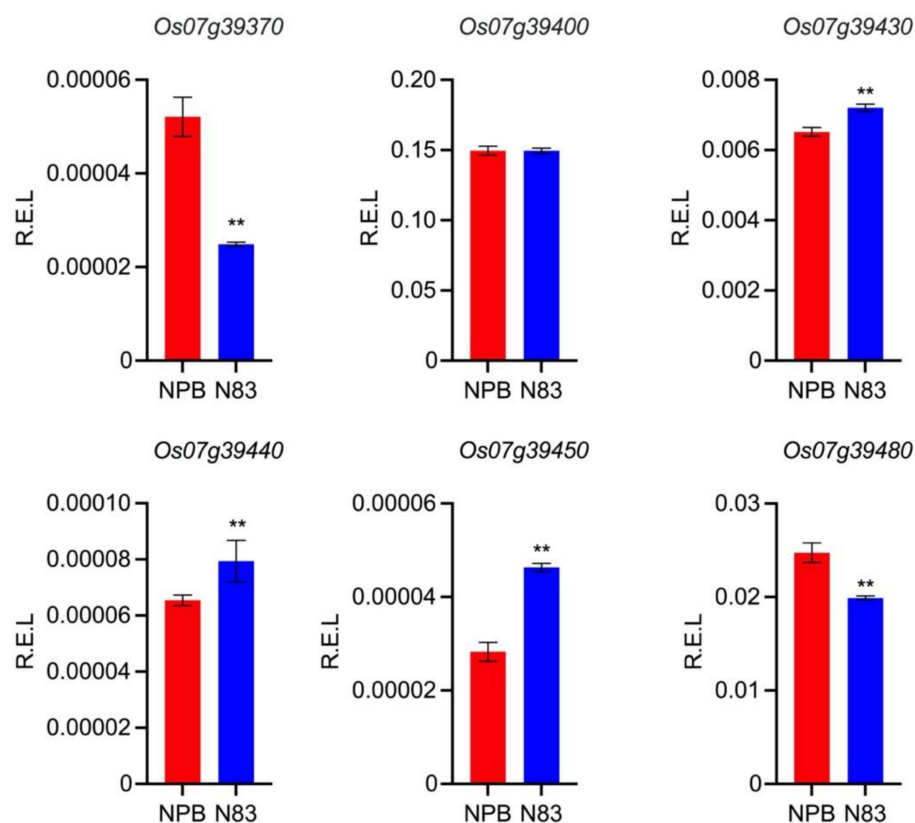 Os07g39370 Os07g39400 Os07g39430
0.00006 0.20 0.008
** 
0.15 0.006
0.00004
R.E.L ** R.E.L 0.10 R.E.L 0.004
0.00002
0.05 0.002
0 0 0
NPB N83 NPB N83 NPB N83
Os07g39440 Os07g39450 Os07g39480
0.00010 0.00006 0.03
** **
0.00008
0.00004 ** 0.02
0.00006
R.E.L R.E.L R.E.L
0.00004
0.00002 0.01
0.00002
0 0 0
NPB N83 NPB N83 NPB N83